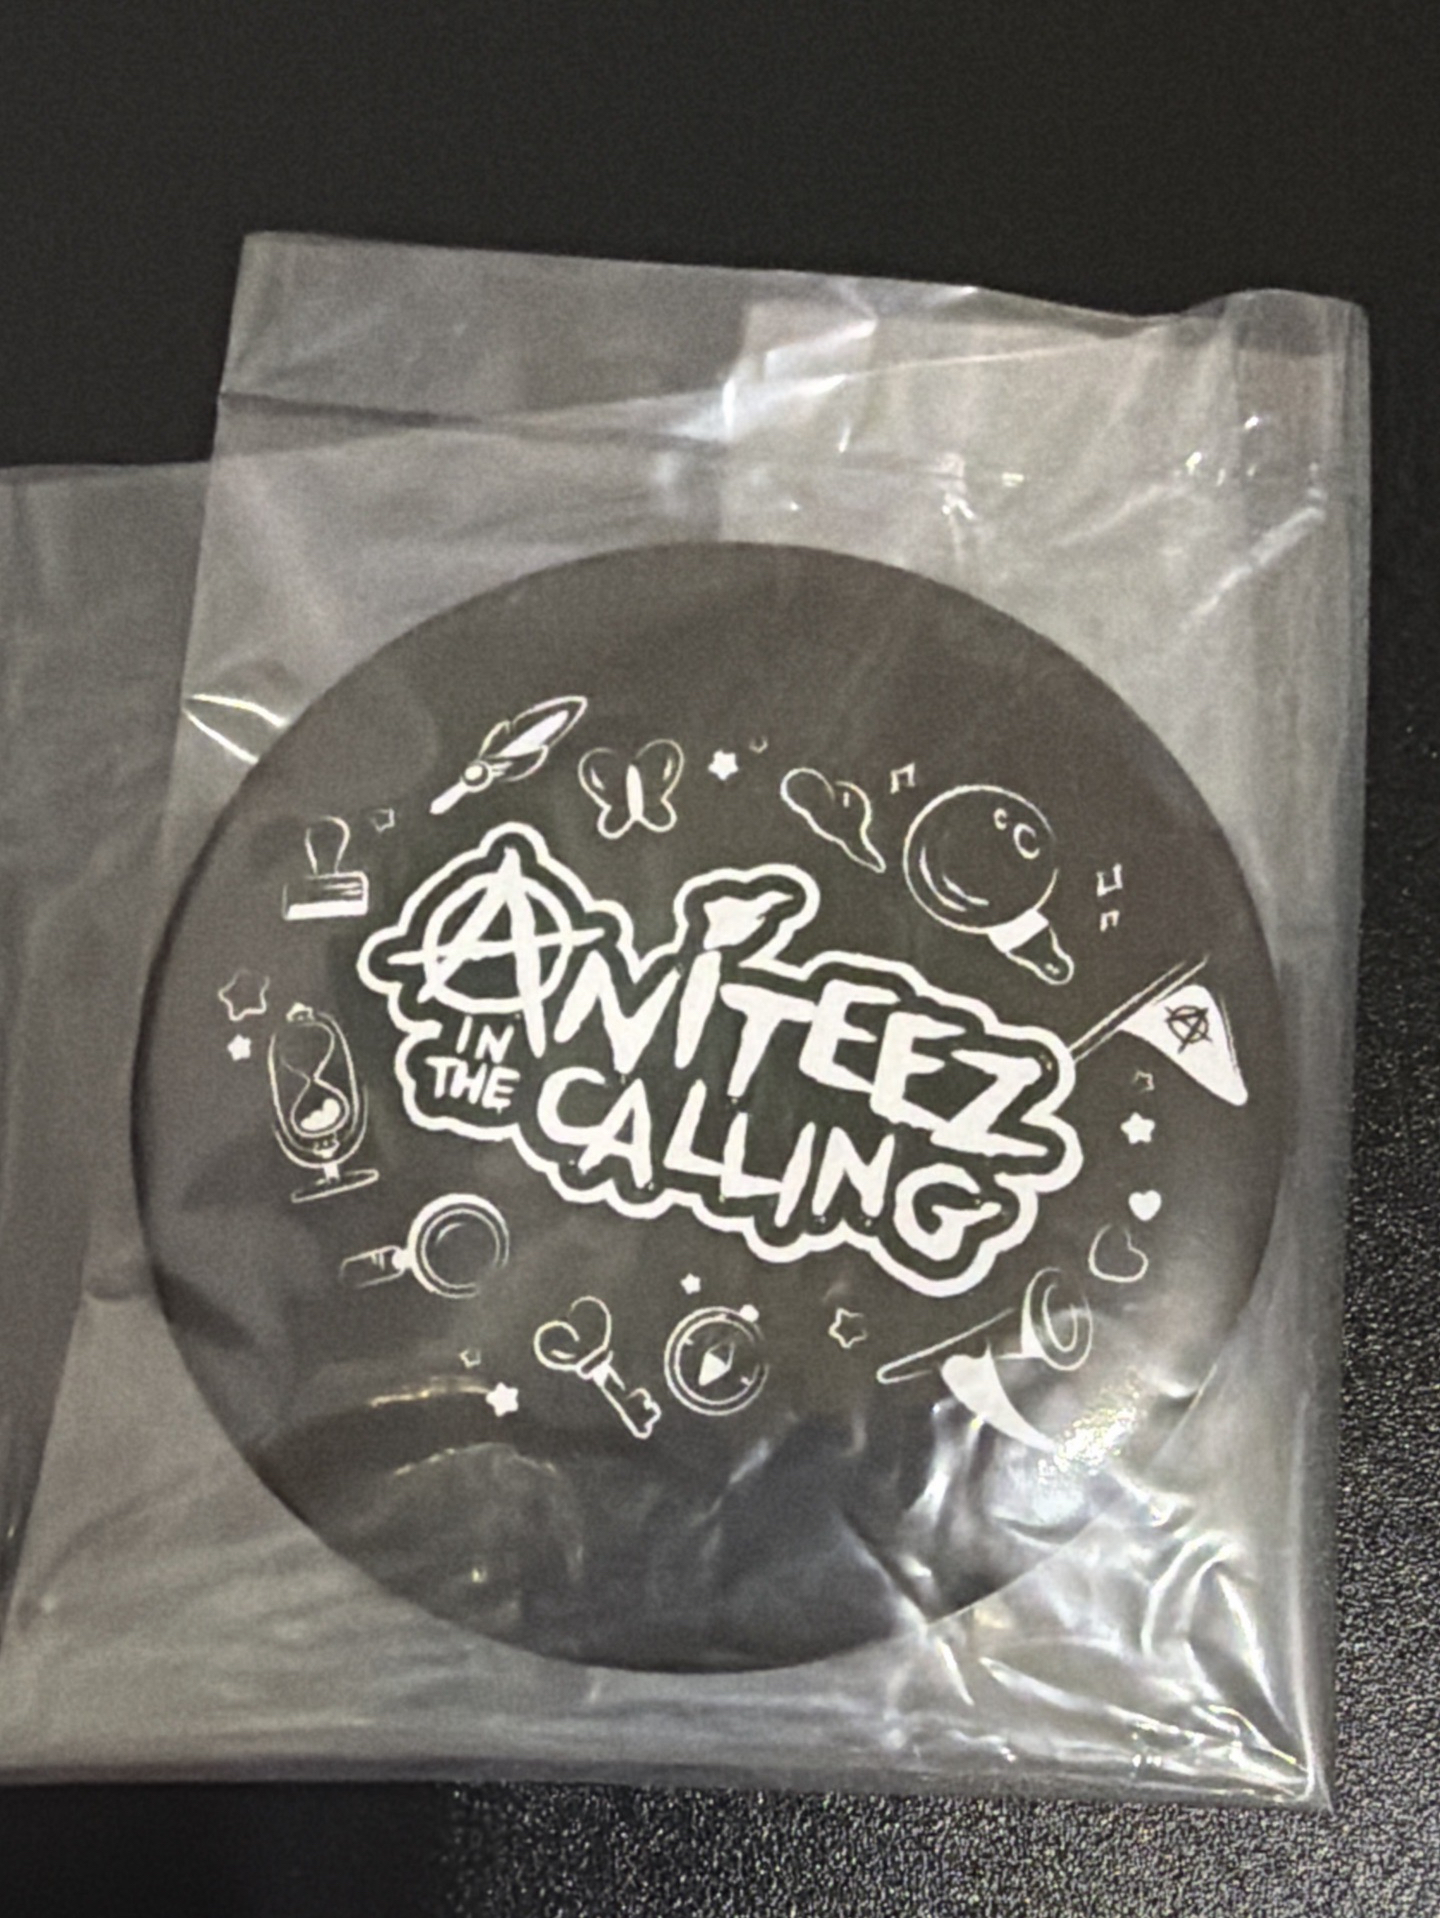 ANITEEZ
IN THE CALLING